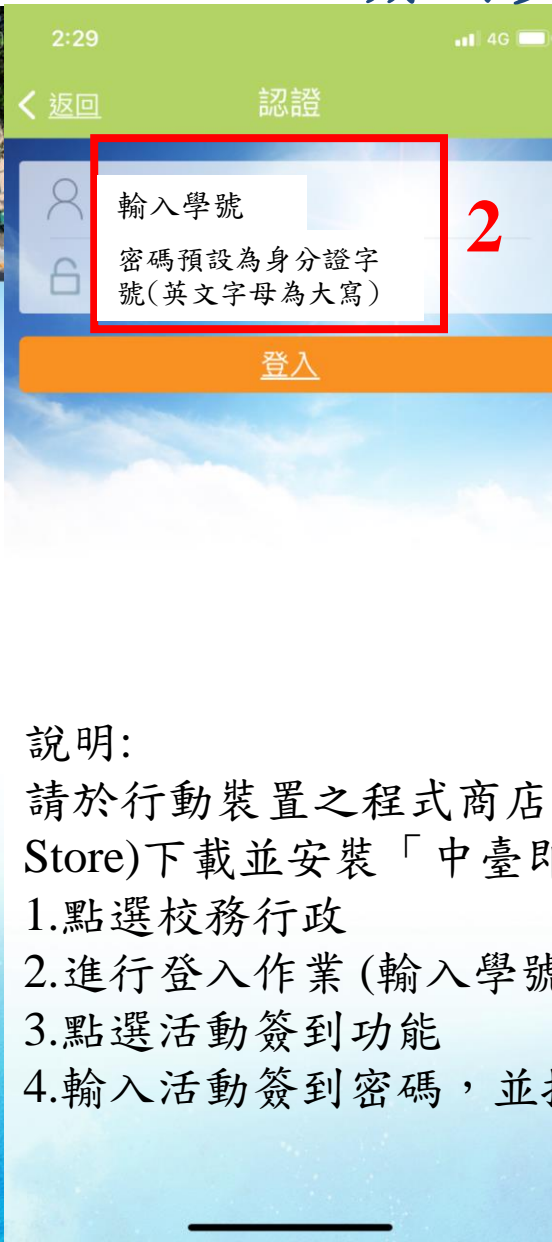 2:29
4G
返回
認證
輸入學號
2
密碼預設為身分證字
號(英文字母為大寫)
登入
說明:
請於行動裝置之程式商店
Store)下載並安裝「中臺即
1.點選校務行政
2.進行登入作業 (輸入學號
3.點選活動簽到功能
4.輸入活動簽到密碼，並按